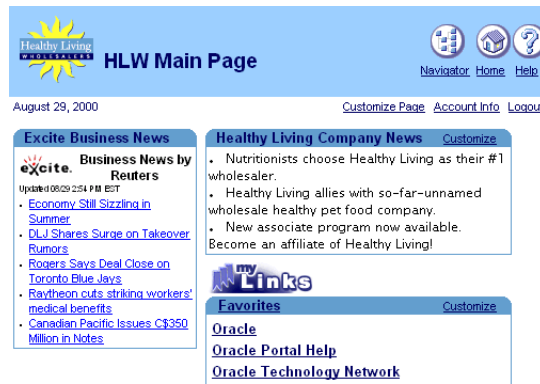 Healthy Living
WHOLESALERS
HLW Main Page
Navigator Home Help
August 29, 2000
Customize Page Account Info Logout
Excite Business News
excite. Business News by
Reuters
Updated 08/29 2:54 PM EST
• Economy Still Sizzling in
Summer
• DLJ Shares Surge on Takeover
Rumors
• Rogers Says Deal Close on
Toronto Blue Jays
• Raytheon cuts striking workers'
medical benefits
• Canadian Pacific Issues C$350
Million in Notes
Healthy Living Company News Customize
• Nutritionists choose Healthy Living as their #1
wholesaler.
• Healthy Living allies with so-far-unnamed
wholesale healthy pet food company.
• New associate program now available.
Become an affiliate of Healthy Living!
my Links
Favorites Customize
Oracle
Oracle Portal Help
Oracle Technology Network